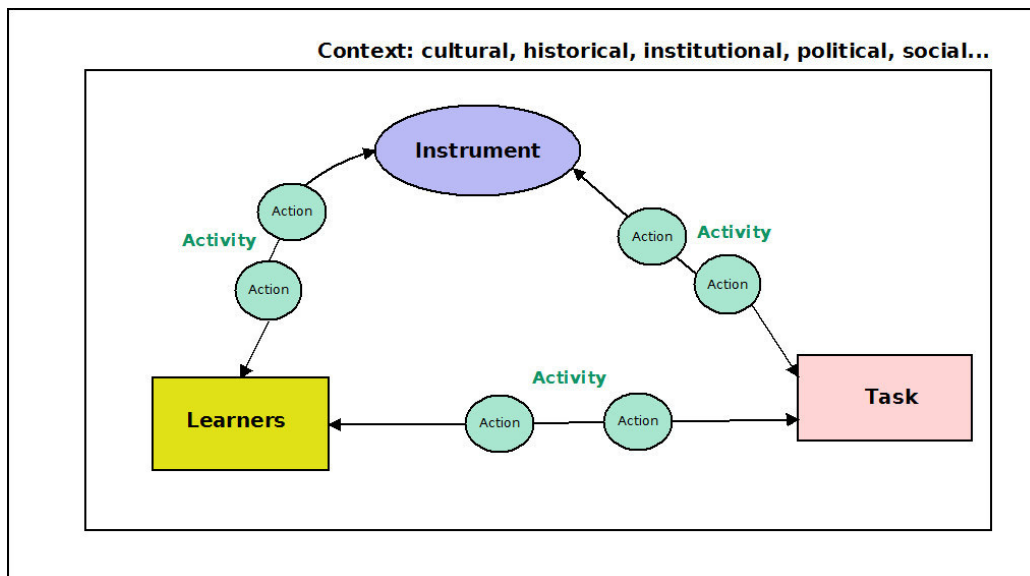 Context: cultural, historical, institutional, political, social...
Instrument
Action
Action
Activity
Activity
Action
Action
Activity
Task
Learners
Action
Action